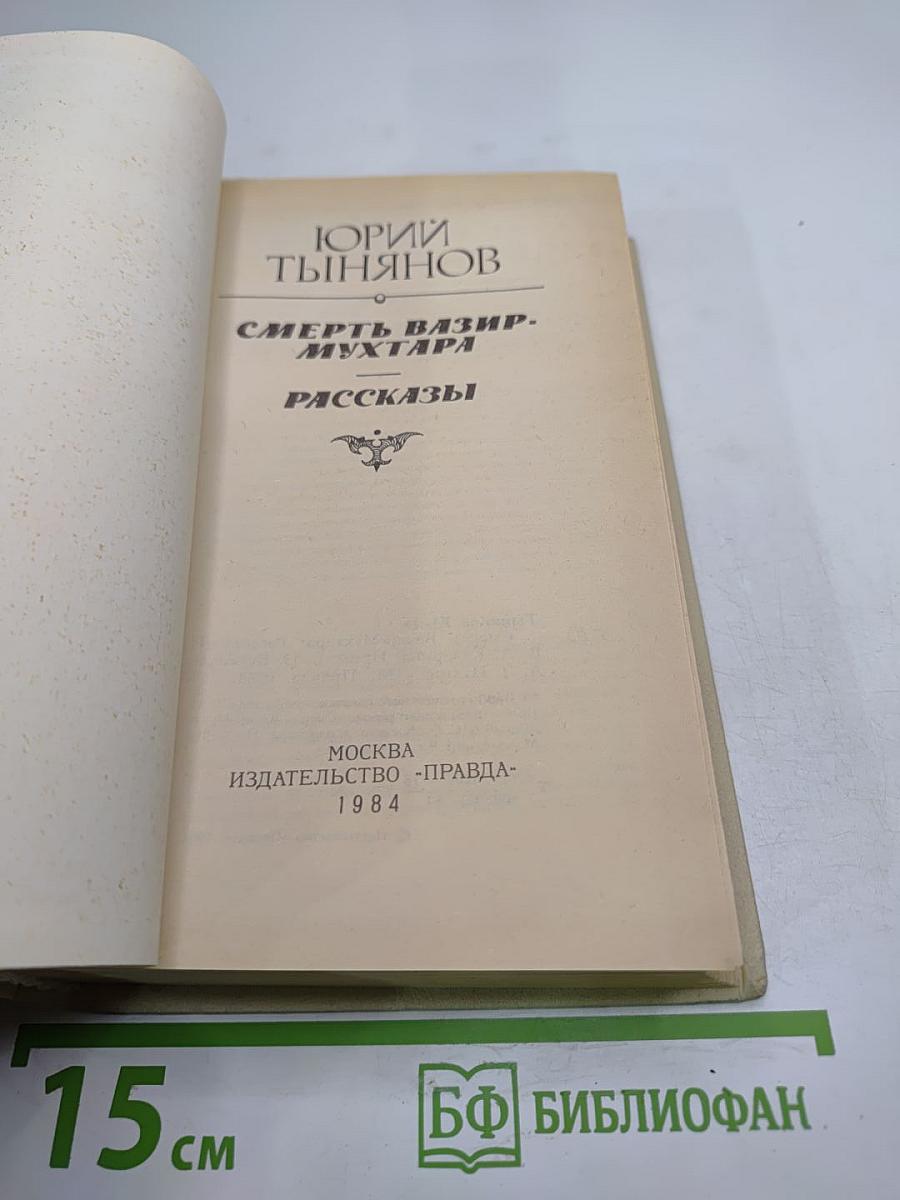 ЮРИЙ
ТЫНЯНОВ
СМЕРТЬ ВАЗИР-
МУХТАРА
РАССКАЗЫ
МОСКВА
ИЗДАТЕЛЬСТВО «ПРАВДА»
1984
15 см
БФ БИБЛИОФАН